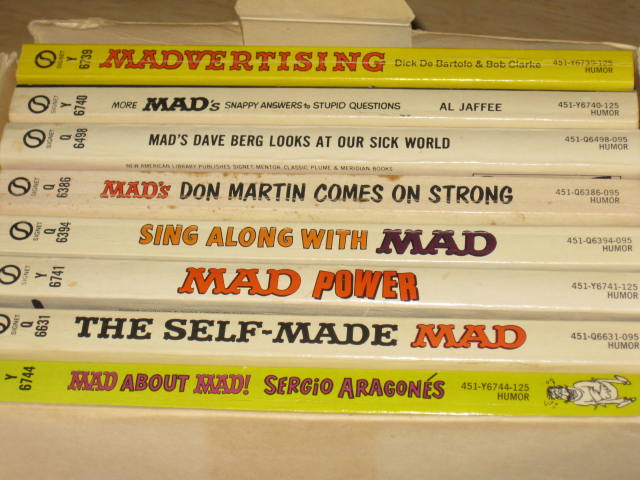 SIGNET Y 6739 MADVERTISING Dick De Bartolo & Bob Clarke 451-Y6739-125 HUMOR
SIGNET Y 6740 MORE MAD's SNAPPY ANSWERS to STUPID QUESTIONS AL JAFFEE 451-Y6740-125 HUMOR
SIGNET Q 6498 MAD'S DAVE BERG LOOKS AT OUR SICK WORLD 451-Q6498-095 HUMOR
NEW AMERICAN LIBRARY PUBLISHES SIGNET, MENTOR, CLASSIC, PLUME & MERIDIAN BOOKS
SIGNET Q 6386 MAD's DON MARTIN COMES ON STRONG 451-Q6386-095 HUMOR
SIGNET Q 6394 SING ALONG WITH MAD 451-Q6394-095 HUMOR
SIGNET Y 6741 MAD POWER 451-Y6741-125 HUMOR
SIGNET Q 6631 THE SELF-MADE MAD 451-Q6631-095 HUMOR
Y 6744 MAD ABOUT MAD! SERGIO ARAGONÉS 451-Y6744-125 HUMOR